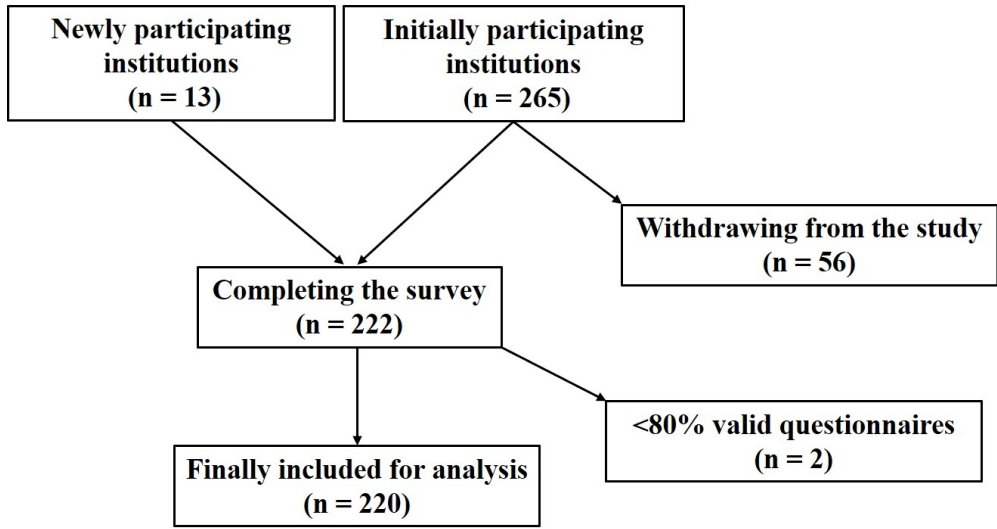 Newly participating
institutions
(n = 13)
Initially participating
institutions
(n = 265)
Withdrawing from the study
(n = 56)
Completing the survey
(n = 222)
<80% valid questionnaires
(n = 2)
Finally included for analysis
(n = 220)